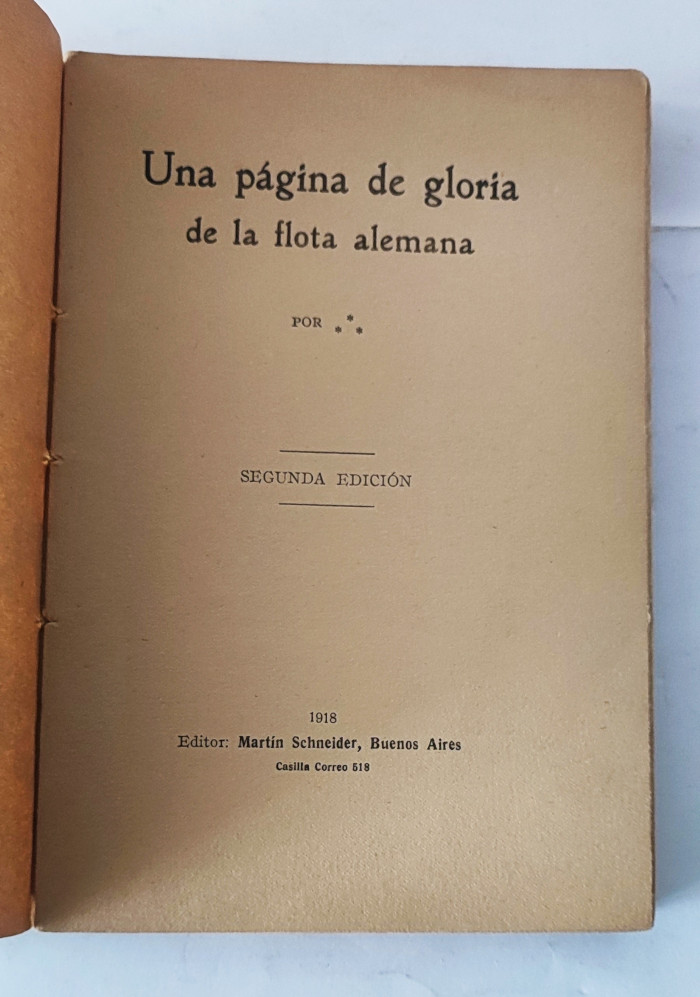 Una página de gloria
de la flota alemana
POR ⁂
SEGUNDA EDICIÓN
1918
Editor: Martín Schneider, Buenos Aires
Casilla Correo 518